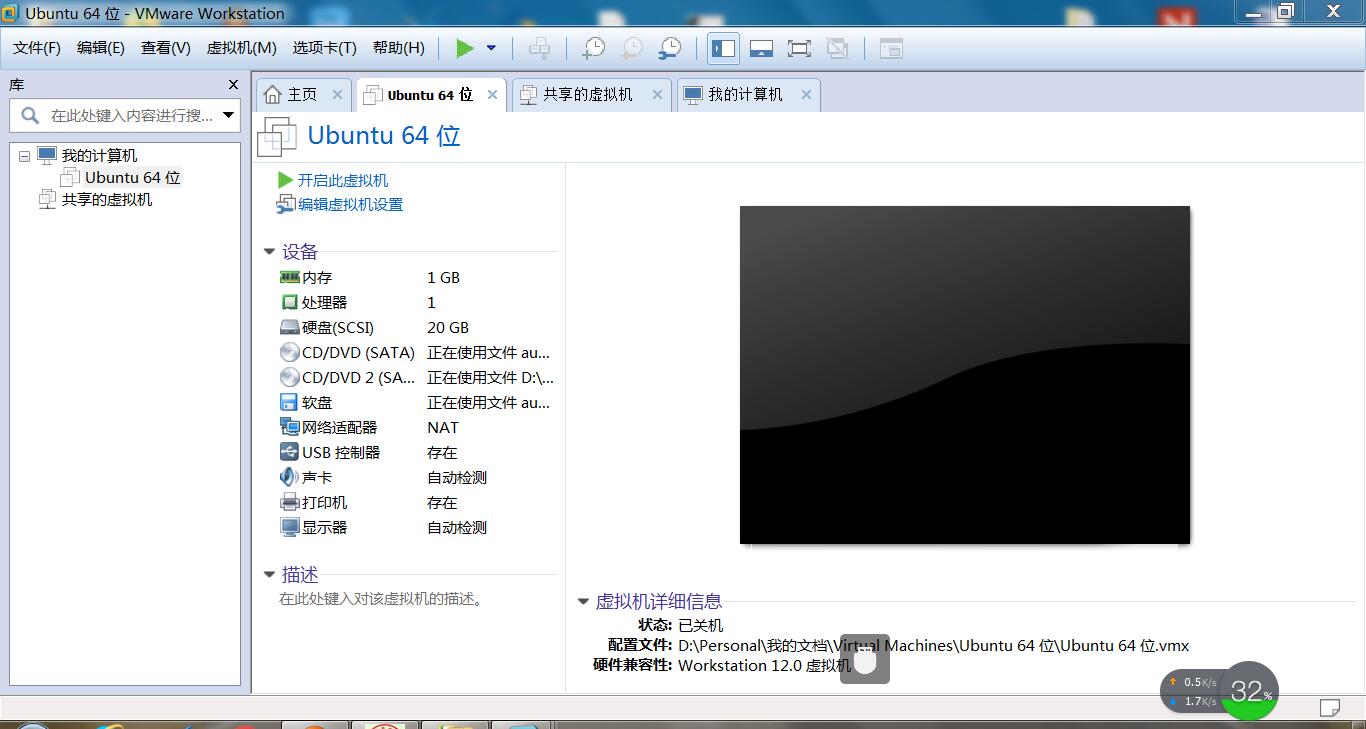 Ubuntu 64 位 - VMware Workstation
文件(F) 编辑(E) 查看(V) 虚拟机(M) 选项卡(T) 帮助(H)
库
在此处键入内容进行搜...
我的计算机
Ubuntu 64 位
共享的虚拟机
主页 Ubuntu 64 位 共享的虚拟机 我的计算机
Ubuntu 64 位
开启此虚拟机
编辑虚拟机设置
设备
内存 1 GB
处理器 1
硬盘(SCSI) 20 GB
CD/DVD (SATA) 正在使用文件 au...
CD/DVD 2 (SA... 正在使用文件 D:\...
软盘 正在使用文件 au...
网络适配器 NAT
USB 控制器 存在
声卡 自动检测
打印机 存在
显示器 自动检测
描述
在此处键入对该虚拟机的描述。
虚拟机详细信息
状态: 已关机
配置文件: D:\Personal\我的文档\Virtual Machines\Ubuntu 64 位\Ubuntu 64 位.vmx
硬件兼容性: Workstation 12.0 虚拟机
0.5K/s
1.7K/s
32%